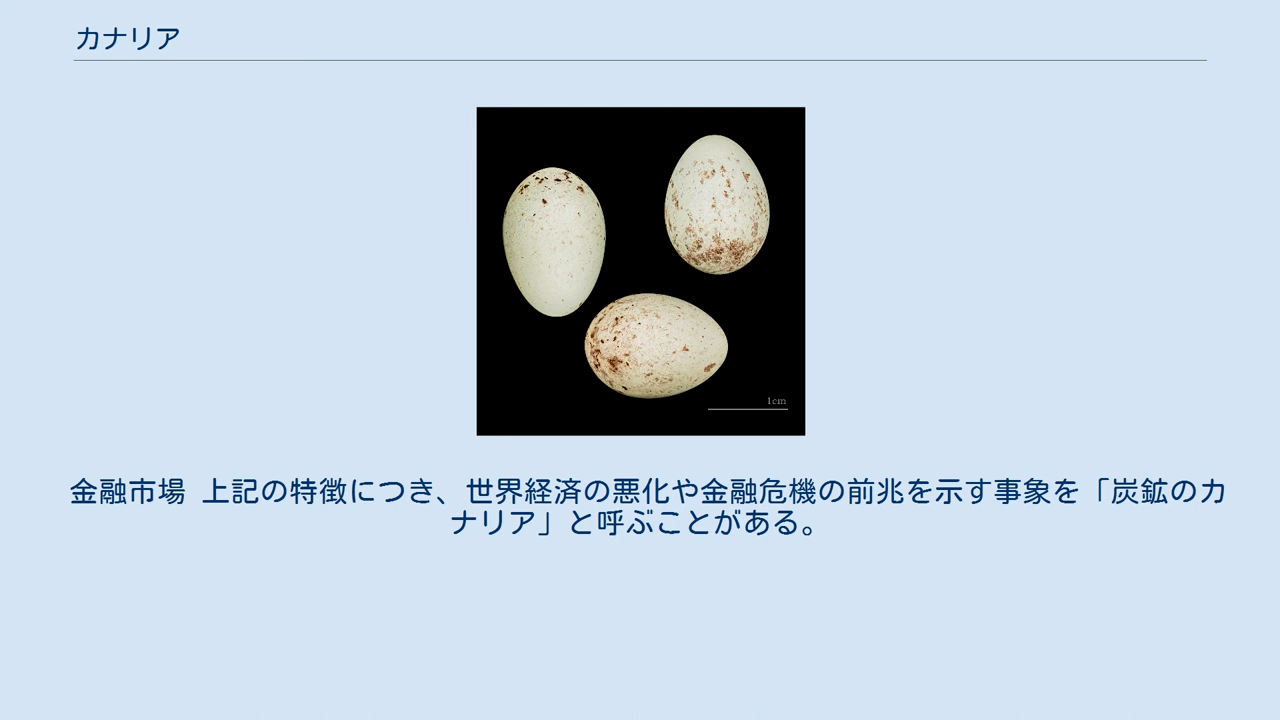 カナリア
1cm
金融市場 上記の特徴につき、世界経済の悪化や金融危機の前兆を示す事象を「炭鉱のカ
ナリア」と呼ぶことがある。